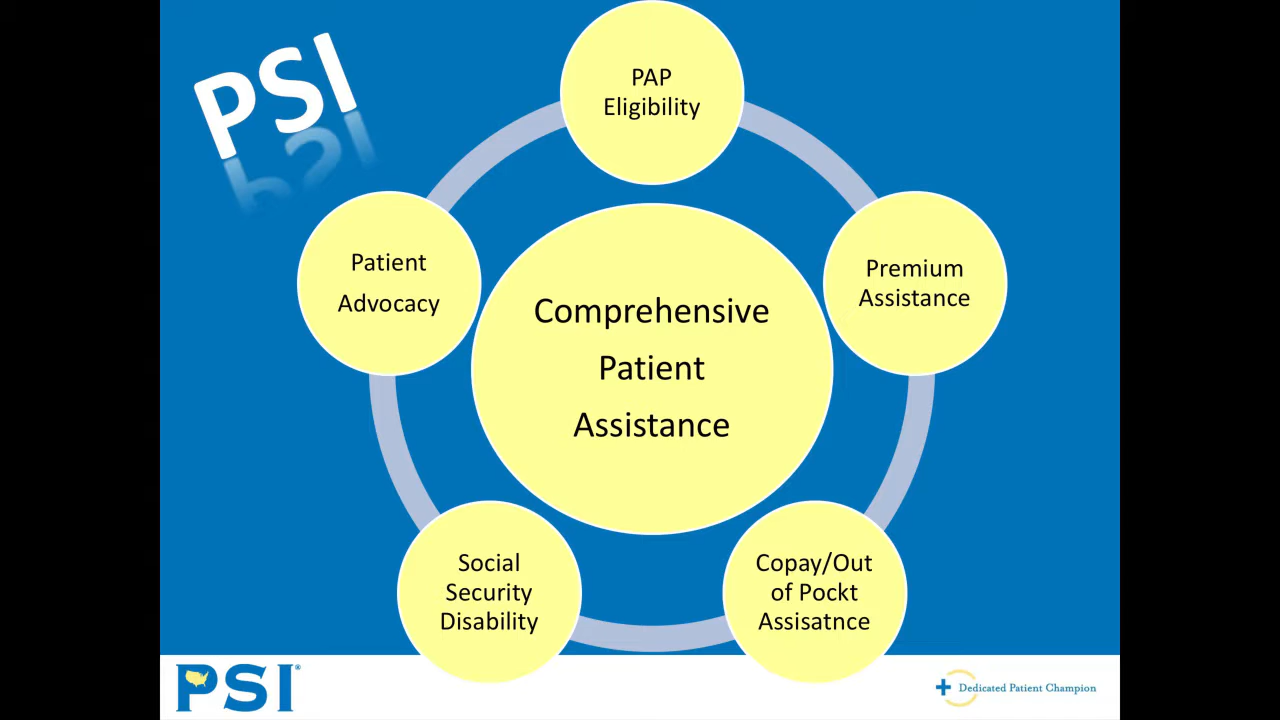 PSI
PAP
Eligibility
Patient
Advocacy
Premium
Assistance
Comprehensive
Patient
Assistance
Social
Security
Disability
Copay/Out
of Pockt
Assisatnce
PSI®
Dedicated Patient Champion